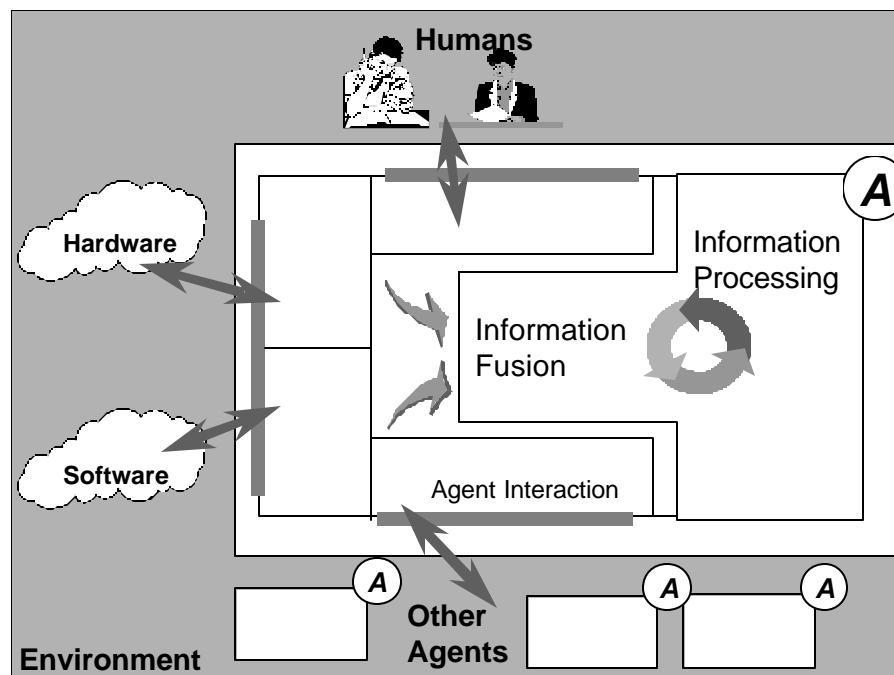 Humans
A
Hardware
Information
Processing
Information
Fusion
Software
Agent Interaction
A
Other
Agents
A
A
Environment